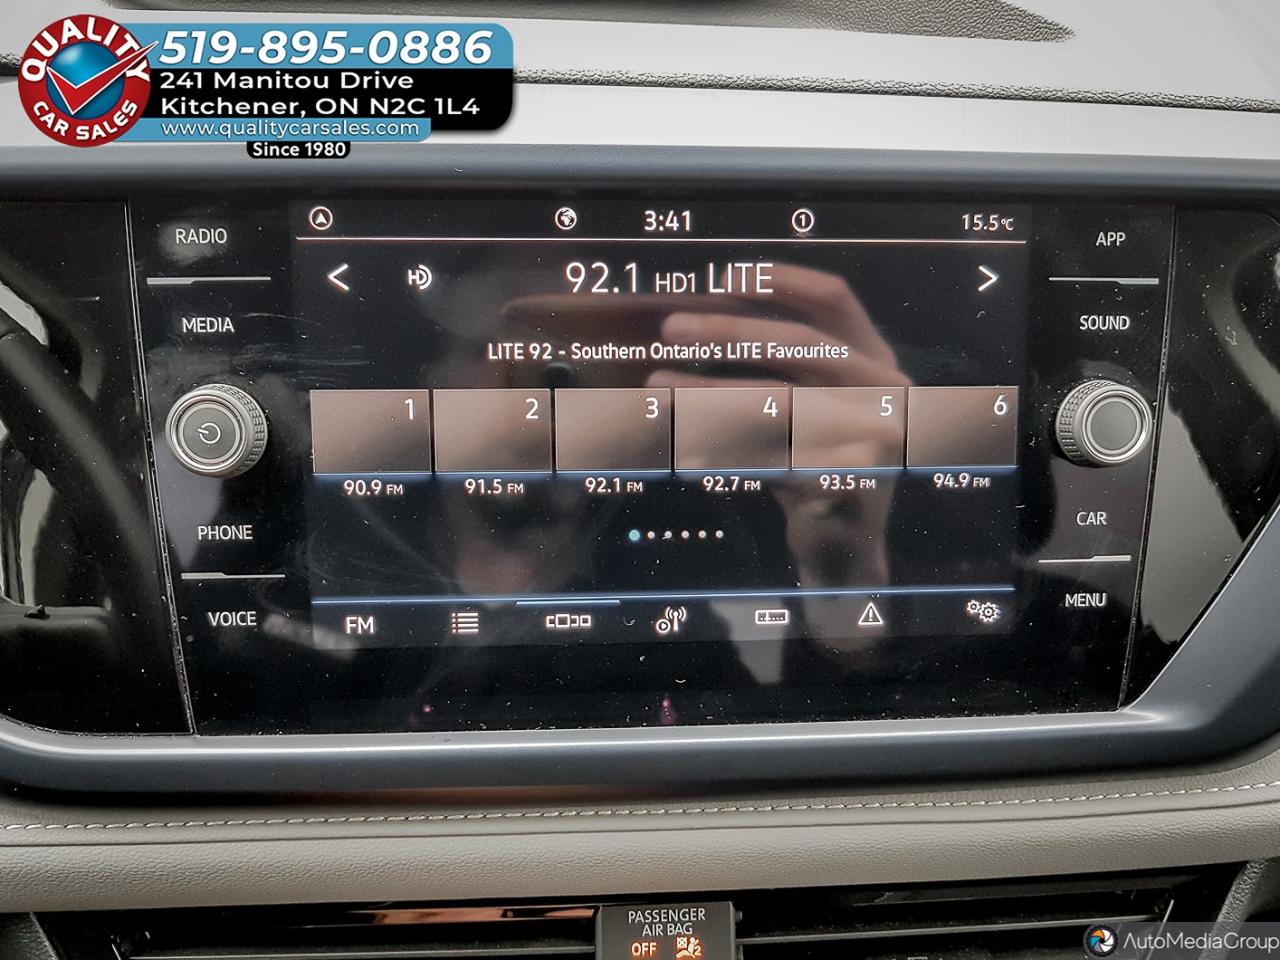 QUALITY
CAR SALES
519-895-0886
241 Manitou Drive
Kitchener, ON N2C 1L4
www.qualitycarsales.com
Since 1980
RADIO
MEDIA
PHONE
VOICE
3:41
1
15.5°C
APP
SOUND
CAR
MENU
< HD 92.1 HD1 LITE >
LITE 92 - Southern Ontario's LITE Favourites
1 2 3 4 5 6
90.9 FM 91.5 FM 92.1 FM 92.7 FM 93.5 FM 94.9 FM
FM
PASSENGER
AIR BAG
OFF 2
AutoMediaGroup